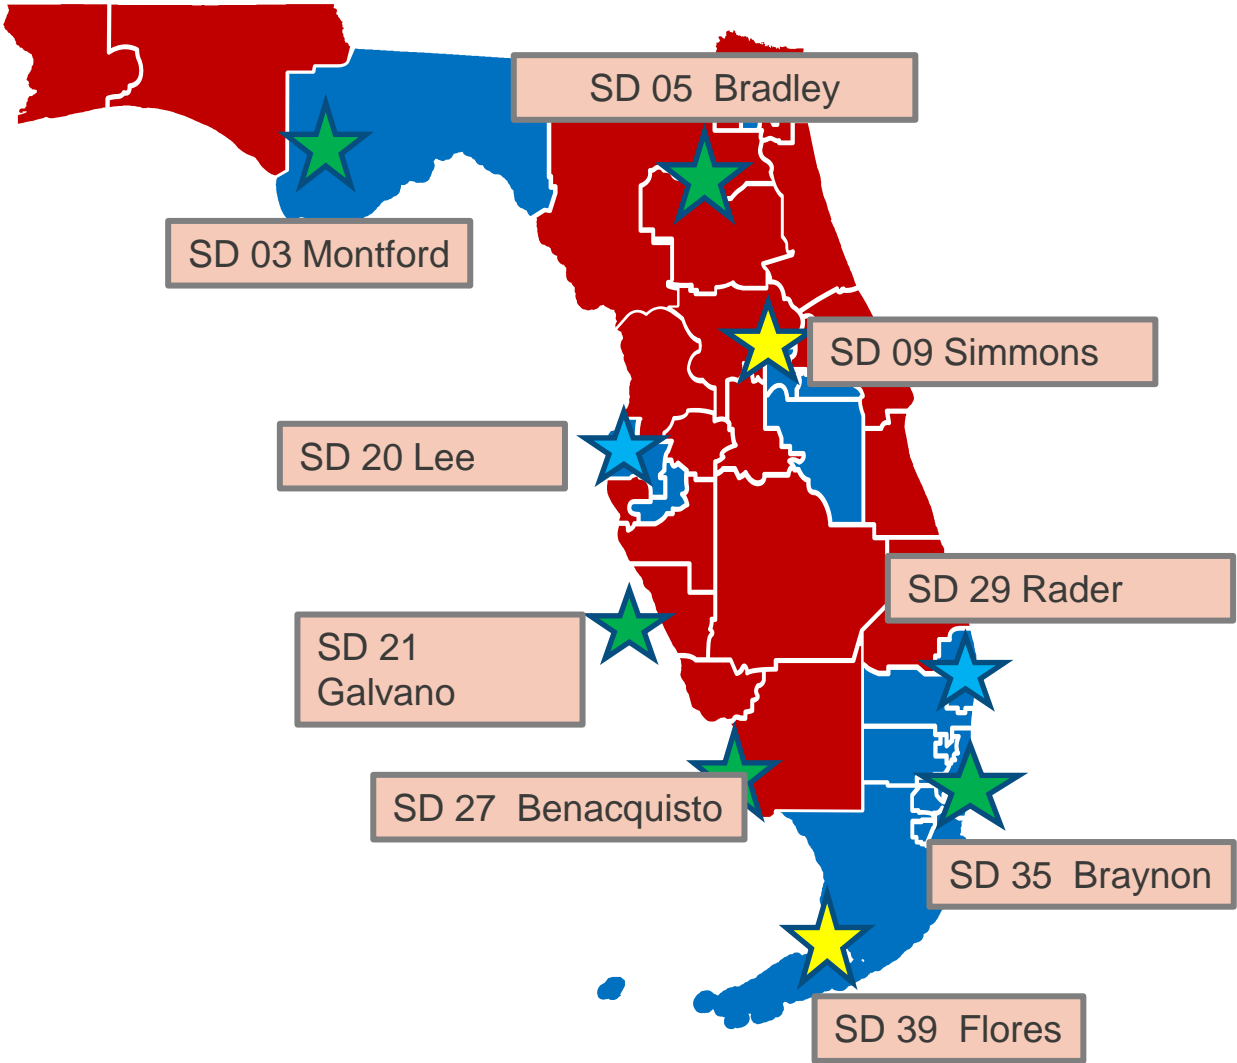 SD 05  Bradley
SD 03 Montford
SD 09 Simmons
SD 20 Lee
SD 29 Rader
SD 21
Galvano
SD 27  Benacquisto
SD 35  Braynon
SD 39  Flores